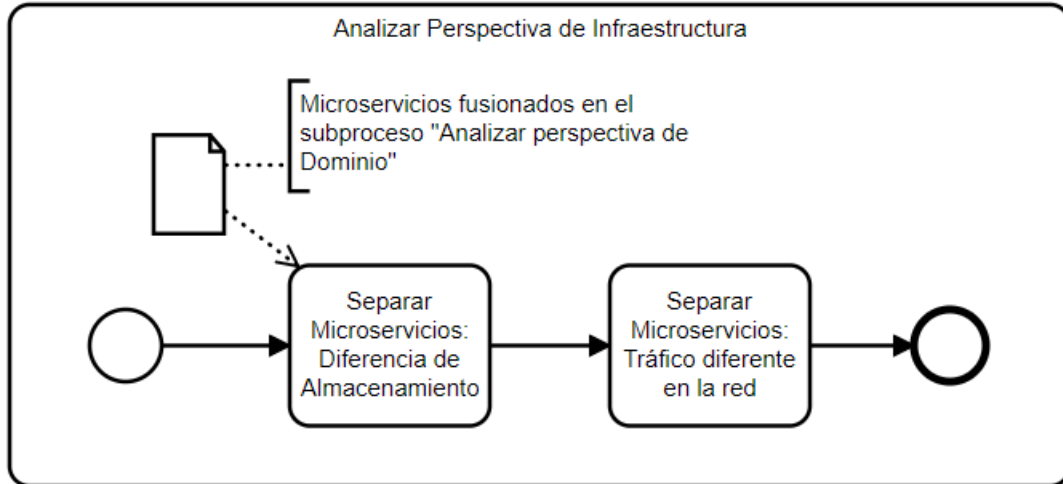 Analizar Perspectiva de Infraestructura
Microservicios fusionados en el
subproceso "Analizar perspectiva de
Dominio"
Separar
Microservicios:
Diferencia de
Almacenamiento
Separar
Microservicios:
Tráfico diferente
en la red